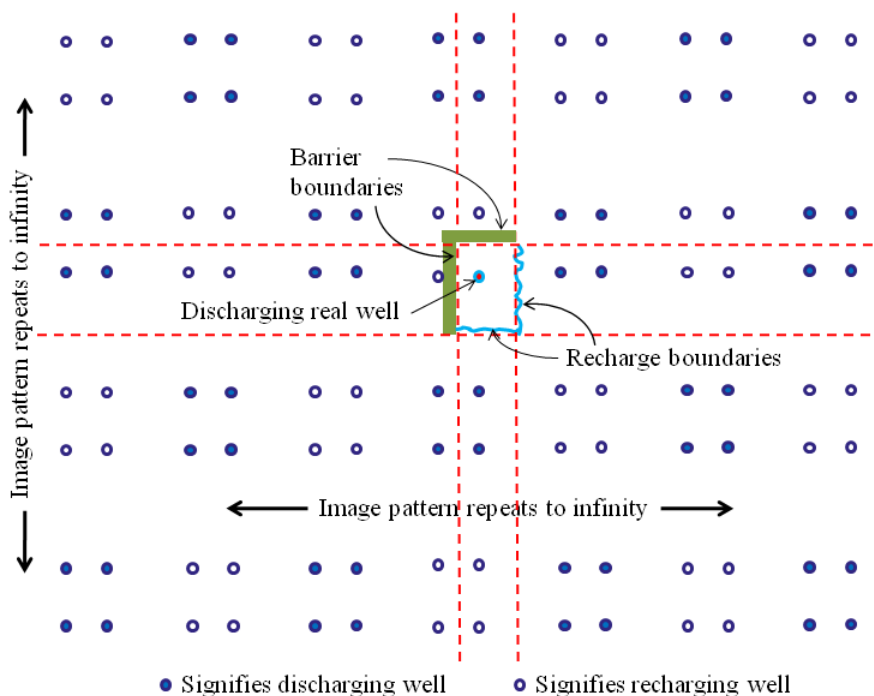 Barrier
boundaries
Image pattern repeats to infinity
Discharging real well
Recharge boundaries
Image pattern repeats to infinity
Signifies discharging well
Signifies recharging well